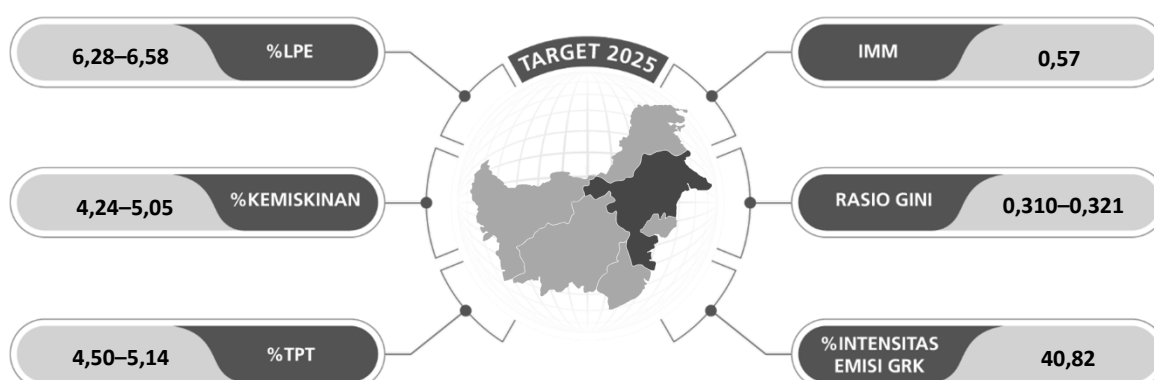 TARGET 2025
6,28–6,58 %LPE
4,24–5,05 %KEMISKINAN
4,50–5,14 %TPT
IMM 0,57
RASIO GINI 0,310–0,321
%INTENSITAS
EMISI GRK 40,82